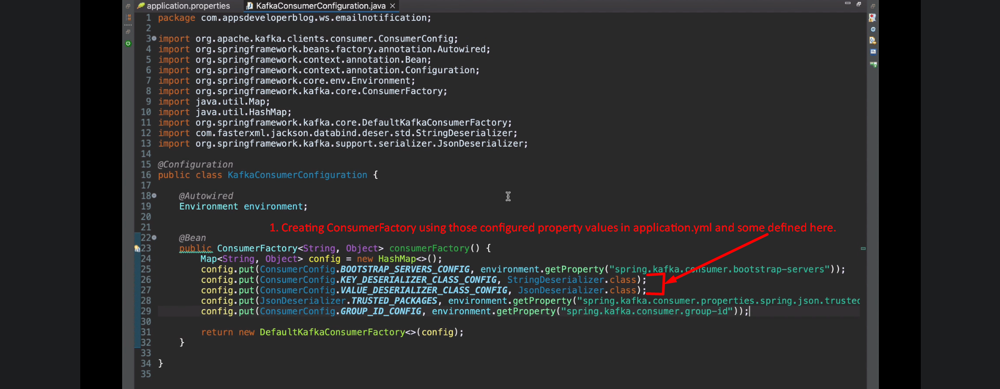 application.properties
KafkaConsumerConfiguration.java
1 package com.appsdeveloperblog.ws.emailnotification;
2
3 import org.apache.kafka.clients.consumer.ConsumerConfig;
4 import org.springframework.beans.factory.annotation.Autowired;
5 import org.springframework.context.annotation.Bean;
6 import org.springframework.context.annotation.Configuration;
7 import org.springframework.core.env.Environment;
8 import org.springframework.kafka.core.ConsumerFactory;
9 import java.util.Map;
10 import java.util.HashMap;
11 import org.springframework.kafka.core.DefaultKafkaConsumerFactory;
12 import com.fasterxml.jackson.databind.deser.std.StringDeserializer;
13 import org.springframework.kafka.support.serializer.JsonDeserializer;
14
15 @Configuration
16 public class KafkaConsumerConfiguration {
17
18 @Autowired
19 Environment environment;
20
21
1. Creating ConsumerFactory using those configured property values in application.yml and some defined here.
22 @Bean
23 public ConsumerFactory<String, Object> consumerFactory() {
24 Map<String, Object> config = new HashMap<>();
25 config.put(ConsumerConfig.BOOTSTRAP_SERVERS_CONFIG, environment.getProperty("spring.kafka.consumer.bootstrap-servers"));
26 config.put(ConsumerConfig.KEY_DESERIALIZER_CLASS_CONFIG, StringDeserializer.class);
27 config.put(ConsumerConfig.VALUE_DESERIALIZER_CLASS_CONFIG, JsonDeserializer.class);
28 config.put(JsonDeserializer.TRUSTED_PACKAGES, environment.getProperty("spring.kafka.consumer.properties.spring.json.trusted
29 config.put(ConsumerConfig.GROUP_ID_CONFIG, environment.getProperty("spring.kafka.consumer.group-id"));
30
31 return new DefaultKafkaConsumerFactory<>(config);
32 }
33
34 }
35